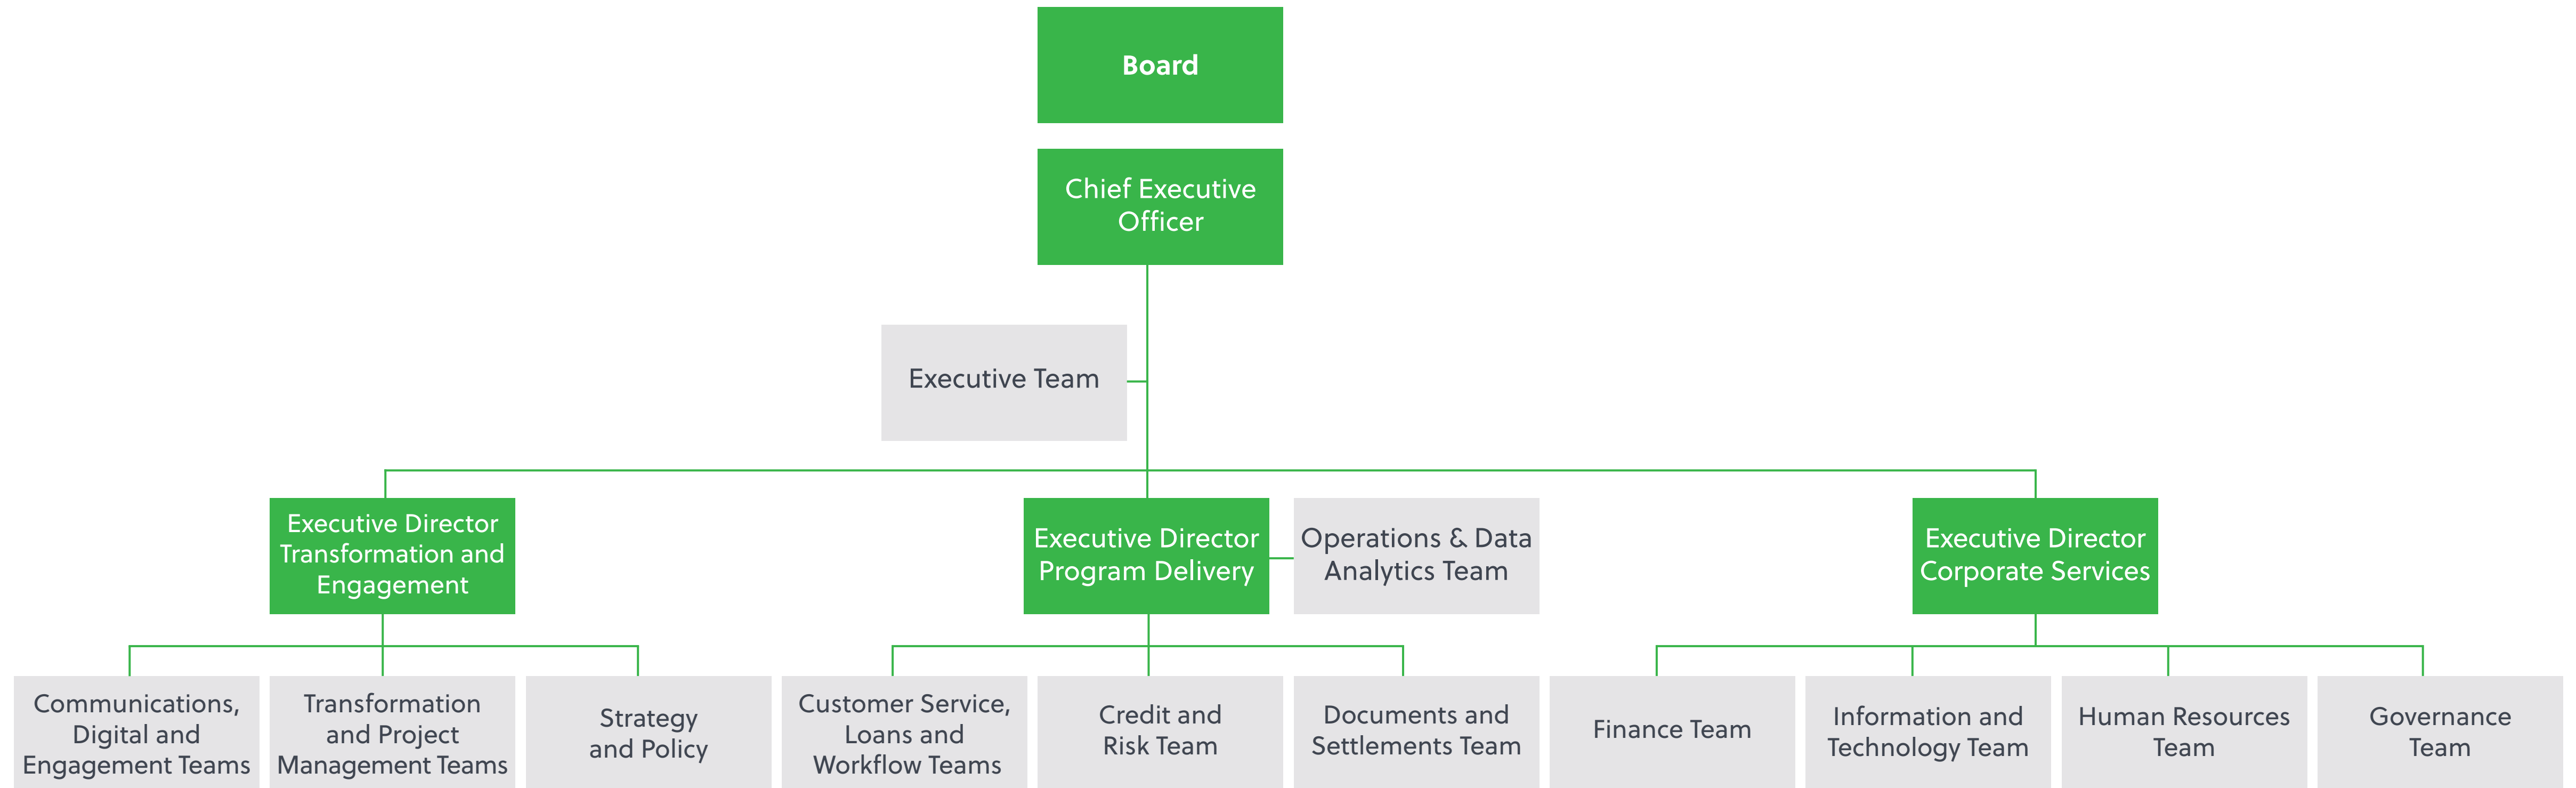 Board
Chief Executive
Officer
Executive Team
Executive Director
Transformation and
Engagement
Executive Director
Program Delivery
Operations & Data
Analytics Team
Executive Director
Corporate Services
Communications,
Digital and
Engagement Teams
Transformation
and Project
Management Teams
Strategy
and Policy
Customer Service,
Loans and
Workflow Teams
Credit and
Risk Team
Documents and
Settlements Team
Finance Team
Information and
Technology Team
Human Resources
Team
Governance
Team